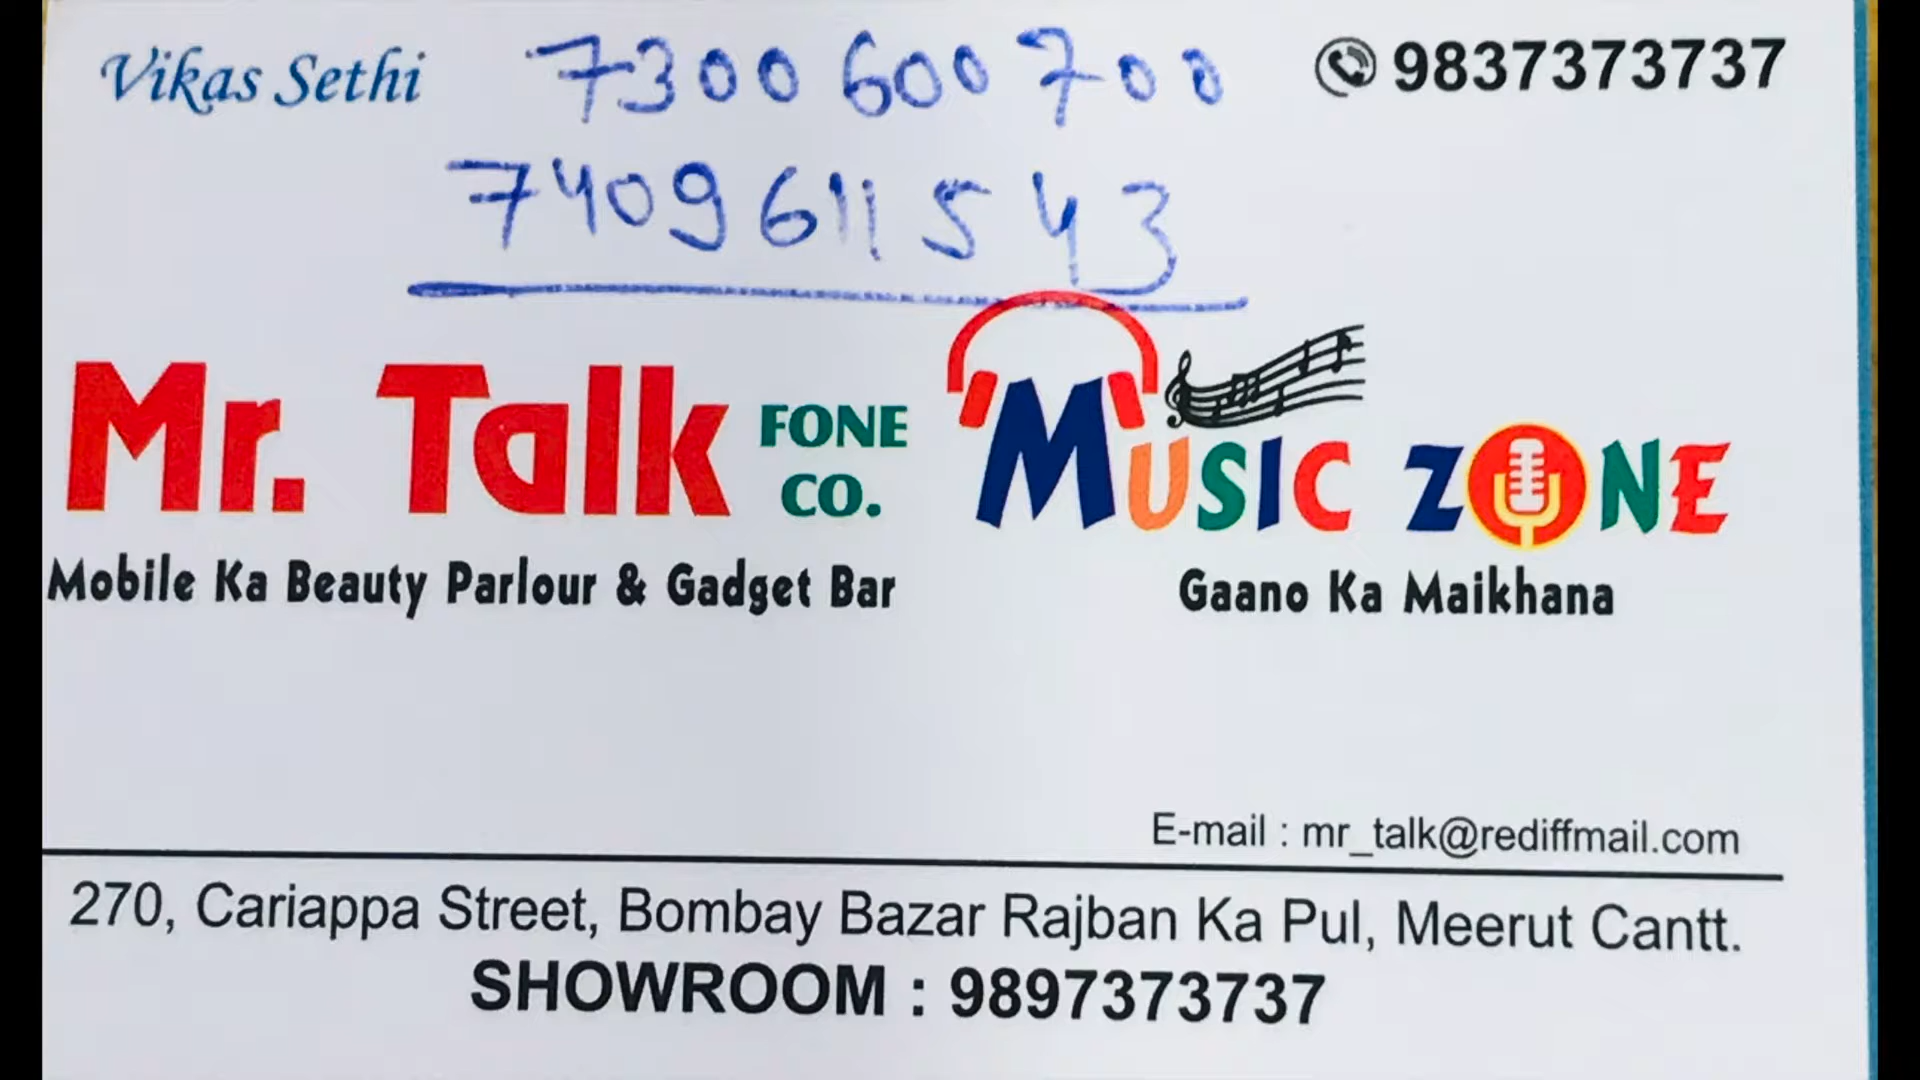 Vikas Sethi 7300600700 9837373737
7409611543
Mr. Talk FONE CO. MUSIC ZONE
Mobile Ka Beauty Parlour & Gadget Bar Gaano Ka Maikhana
E-mail : mr_talk@rediffmail.com
270, Cariappa Street, Bombay Bazar Rajban Ka Pul, Meerut Cantt.
SHOWROOM : 9897373737